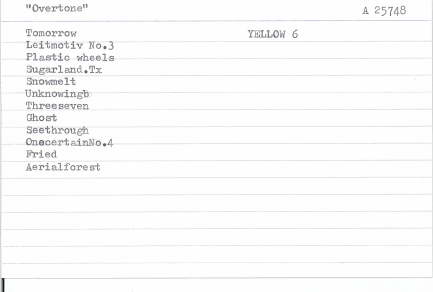 "Overtone" A 25748
Tomorrow YELLOW 6
Leitmotiv No.3
Plastic wheels
Sugarland.Tx
Snowmelt
Unknowingb
Threeseven
Ghost
Seethrough
OnecertainNo.4
Fried
Aerialforest